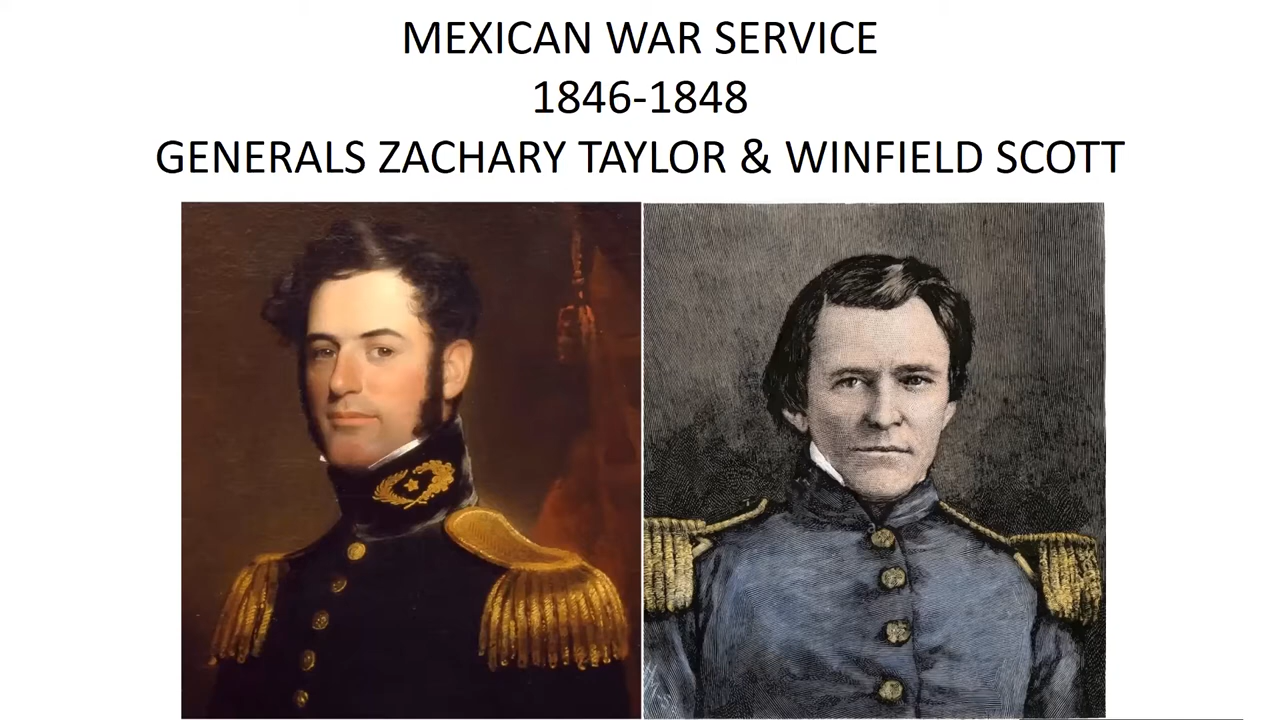 MEXICAN WAR SERVICE
1846-1848
GENERALS ZACHARY TAYLOR & WINFIELD SCOTT